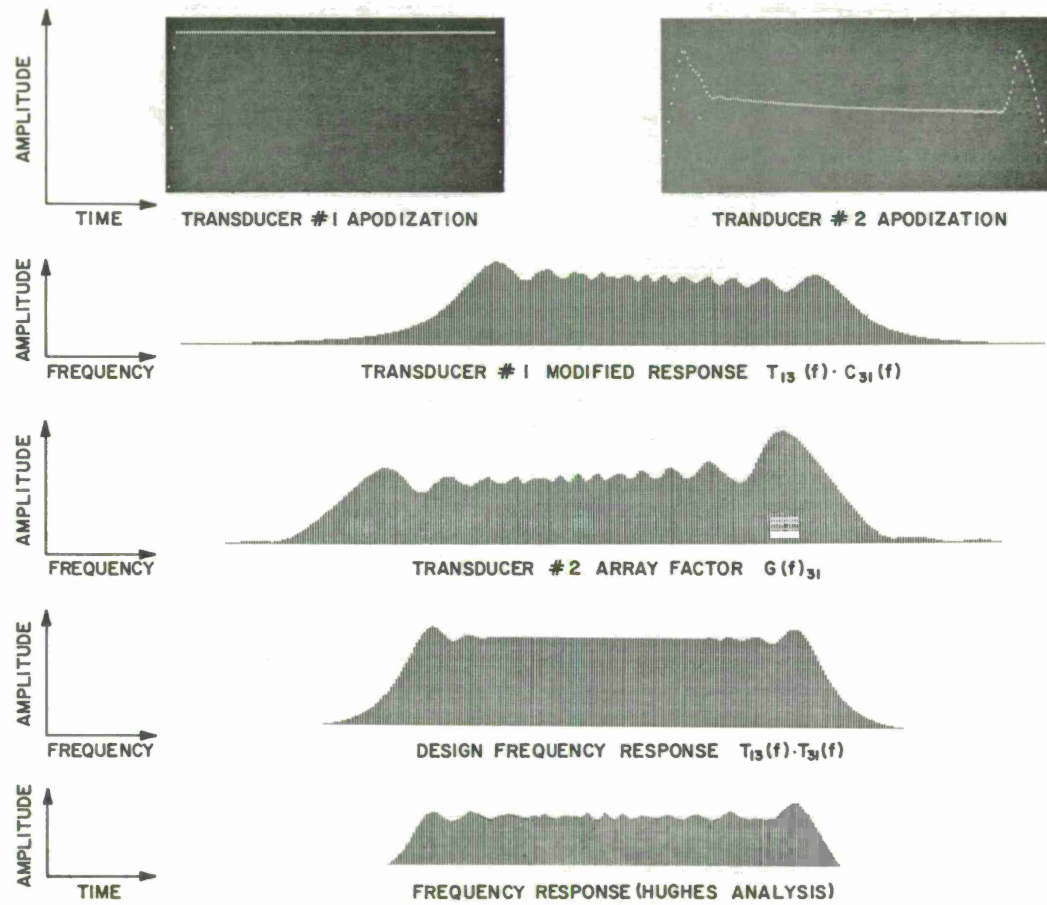 AMPLITUDE
TIME
TRANSDUCER #1 APODIZATION
TRANDUCER #2 APODIZATION
AMPLITUDE
FREQUENCY
TRANSDUCER #1 MODIFIED RESPONSE T13(f)·C31(f)
AMPLITUDE
FREQUENCY
TRANSDUCER #2 ARRAY FACTOR G(f)31
AMPLITUDE
FREQUENCY
DESIGN FREQUENCY RESPONSE T13(f)·T31(f)
AMPLITUDE
TIME
FREQUENCY RESPONSE (HUGHES ANALYSIS)